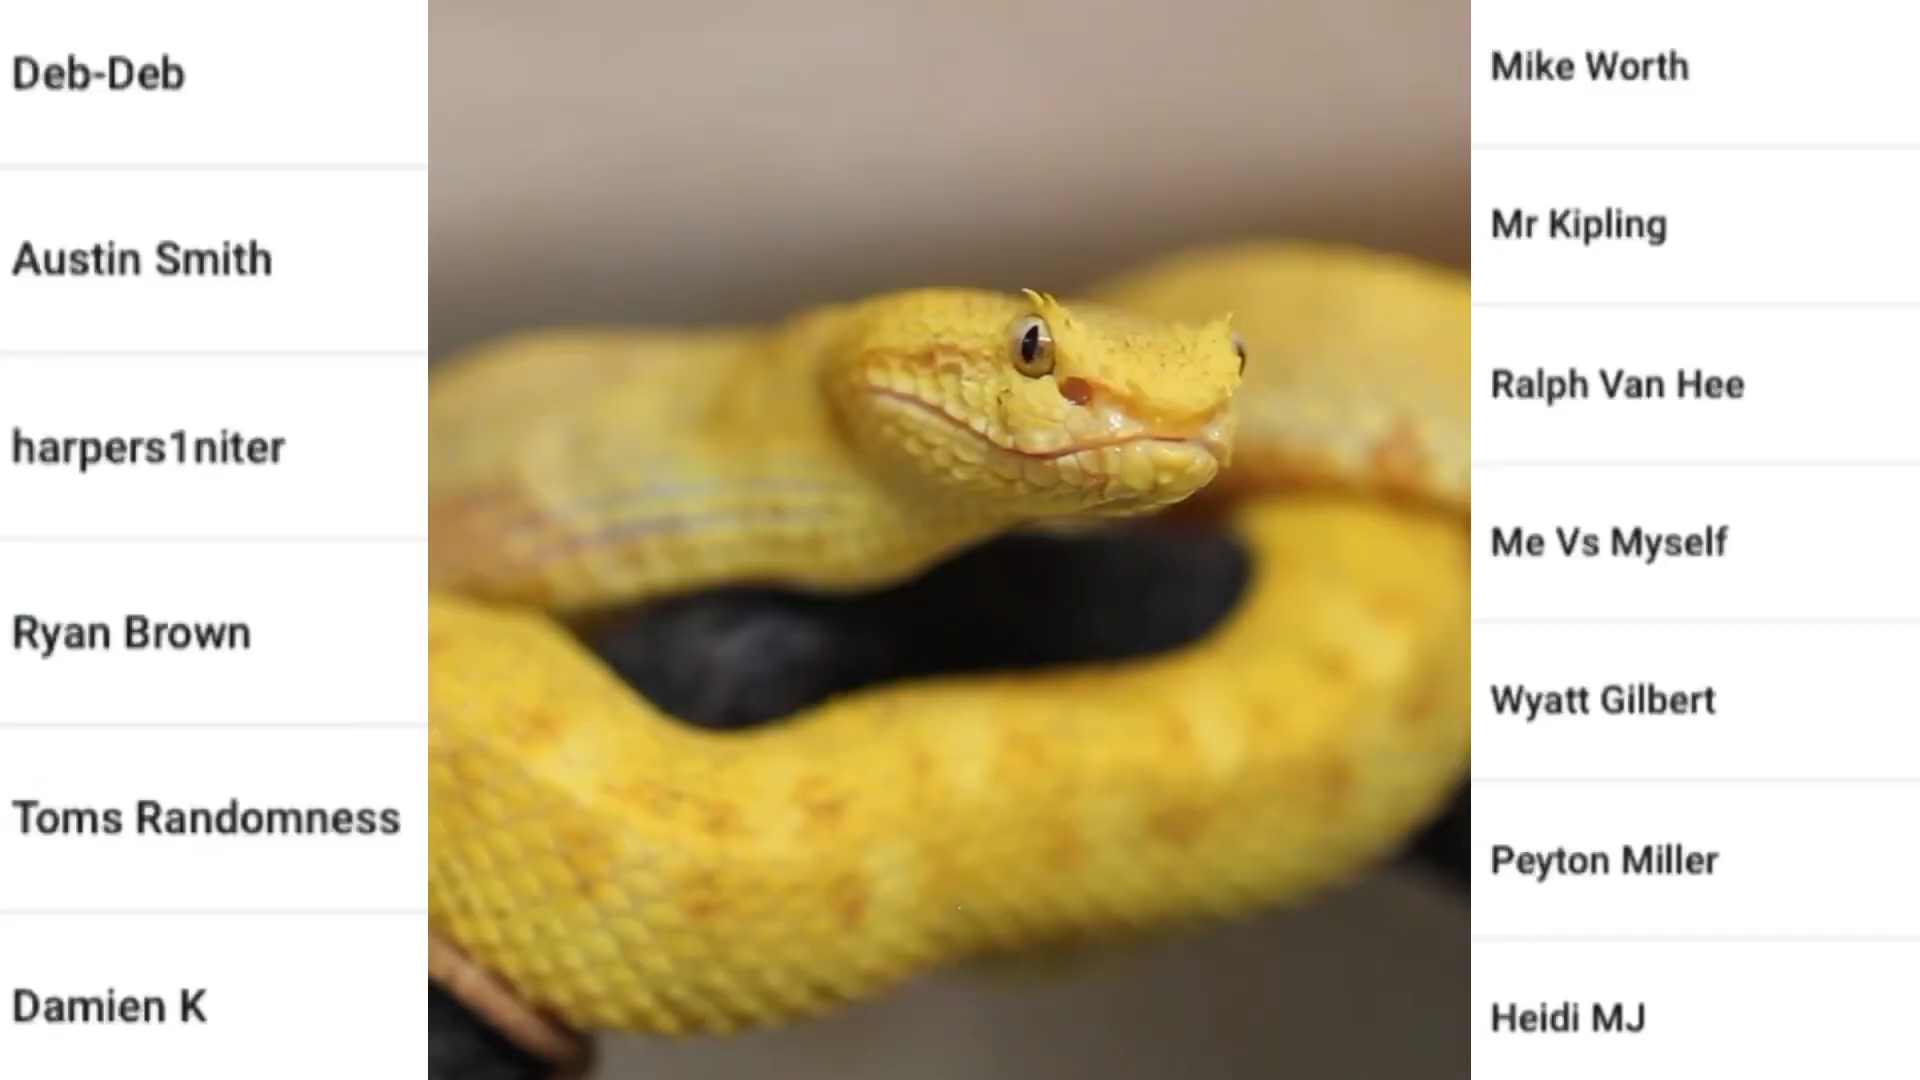 Deb-Deb
Austin Smith
harpers1niter
Ryan Brown
Toms Randomness
Damien K
Mike Worth
Mr Kipling
Ralph Van Hee
Me Vs Myself
Wyatt Gilbert
Peyton Miller
Heidi MJ